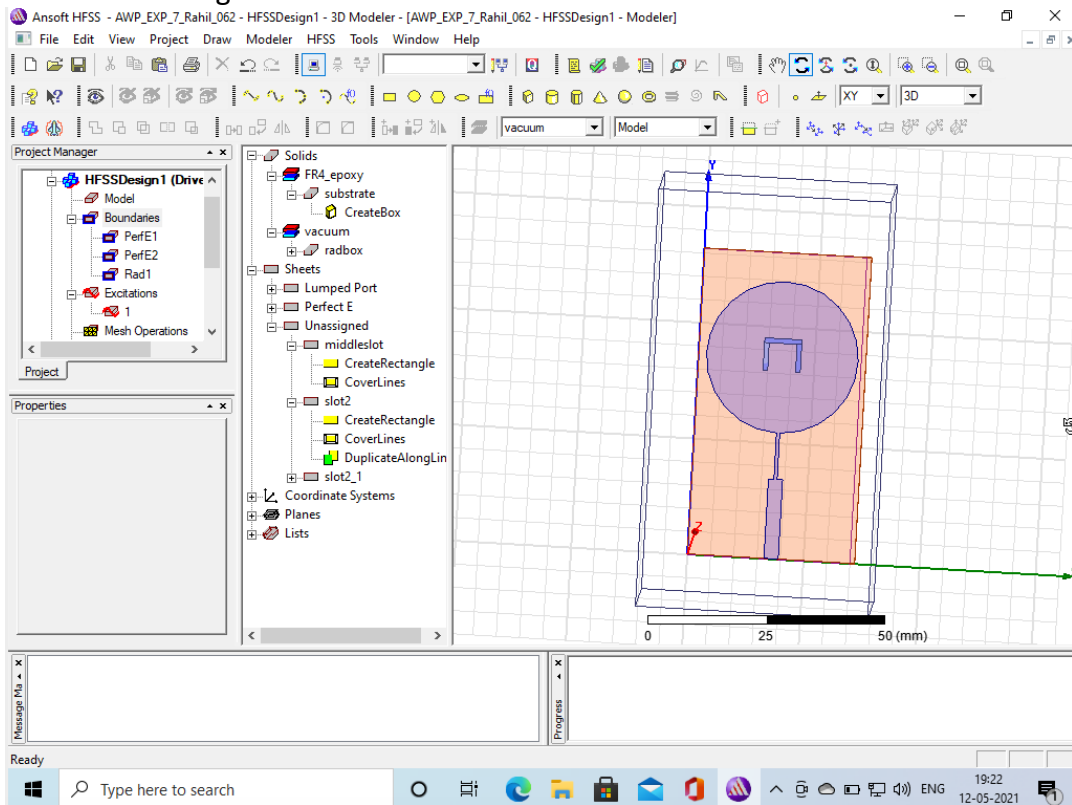 Ansoft HFSS - AWP_EXP_7_Rahil_062 - HFSSDesign1 - 3D Modeler - [AWP_EXP_7_Rahil_062 - HFSSDesign1 - Modeler]
File Edit View Project Draw Modeler HFSS Tools Window Help
XY 3D
vacuum Model
Project Manager
HFSSDesign1 (Drive
Model
Boundaries
PerfE1
PerfE2
Rad1
Excitations
1
Mesh Operations
Project
Properties
Solids
FR4_epoxy
substrate
CreateBox
vacuum
radbox
Sheets
Lumped Port
Perfect E
Unassigned
middleslot
CreateRectangle
CoverLines
slot2
CreateRectangle
CoverLines
DuplicateAlongLin
slot2_1
Coordinate Systems
Planes
Lists
Y
Z
0 25 50 (mm)
Message Ma
Progress
Ready
Type here to search
ENG
19:22
12-05-2021
1